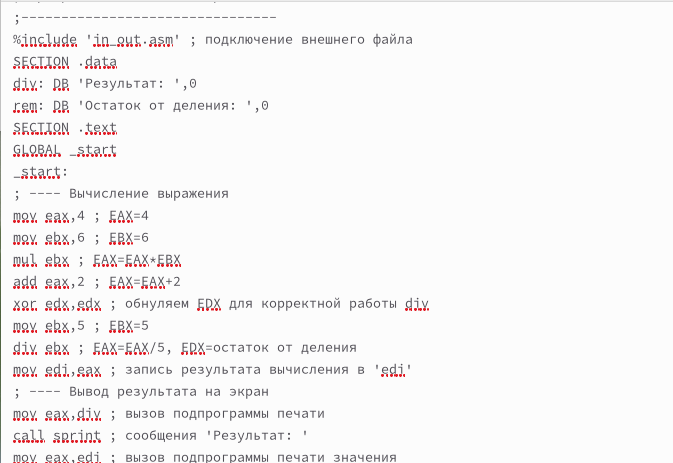 ;--------------------------------
%include 'in_out.asm' ; подключение внешнего файла
SECTION .data
div: DB 'Результат: ',0
rem: DB 'Остаток от деления: ',0
SECTION .text
GLOBAL _start
_start:
; ---- Вычисление выражения
mov eax,4 ; EAX=4
mov ebx,6 ; EBX=6
mul ebx ; EAX=EAX*EBX
add eax,2 ; EAX=EAX+2
xor edx,edx ; обнуляем EDX для корректной работы div
mov ebx,5 ; EBX=5
div ebx ; EAX=EAX/5, EDX=остаток от деления
mov edi,eax ; запись результата вычисления в 'edi'
; ---- Вывод результата на экран
mov eax,div ; вызов подпрограммы печати
call sprint ; сообщения 'Результат: '
mov eax,edi ; вызов подпрограммы печати значения